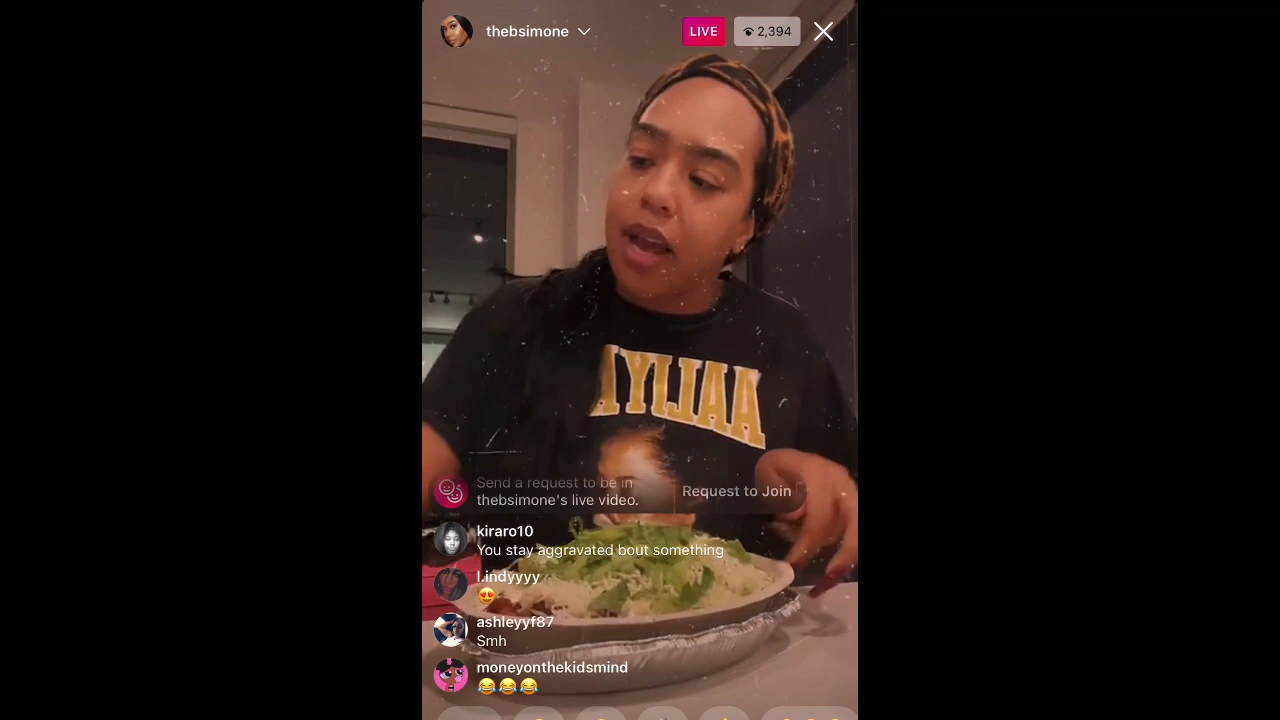 thebsimone
LIVE
2,394
AALIYA
Send a request to be in
thebsimone's live video.
Request to Join
kiraro10
You stay aggravated bout something
l.indyyyy
😍
ashleyyf87
Smh
moneyonthekidsmind
😂😂😂